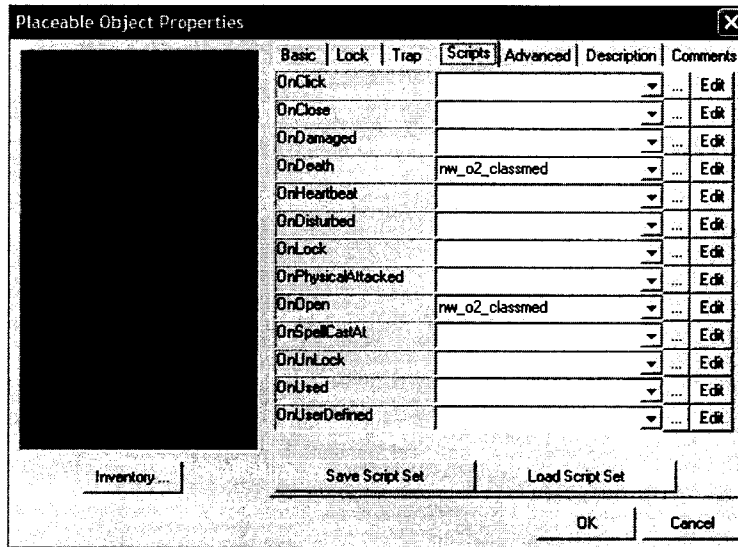 Placeable Object Properties
Basic Lock Trap Scripts Advanced Description Comments
OnClick ... Edit
OnClose ... Edit
OnDamaged ... Edit
OnDeath nw_o2_classmed ... Edit
OnHeartbeat ... Edit
OnDisturbed ... Edit
OnLock ... Edit
OnPhysicalAttacked ... Edit
OnOpen nw_o2_classmed ... Edit
OnSpellCastAt ... Edit
OnUnLock ... Edit
OnUsed ... Edit
OnUserDefined ... Edit
Inventory... Save Script Set Load Script Set
OK Cancel